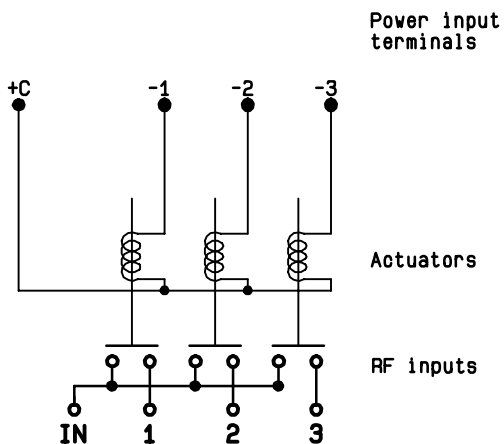 Power input
terminals
+C -1 -2 -3
Actuators
RF inputs
IN 1 2 3